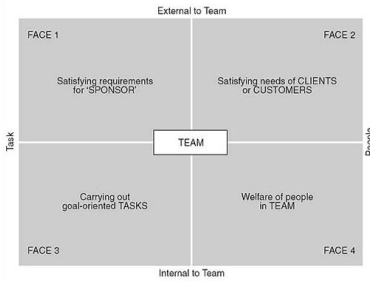 External to Team
FACE 1
FACE 2
Satisfying requirements
for ‘SPONSOR’
Satisfying needs of CLIENTS
or CUSTOMERS
Task
TEAM
People
Carrying out
goal-oriented TASKS
Welfare of people
in TEAM
FACE 3
FACE 4
Internal to Team